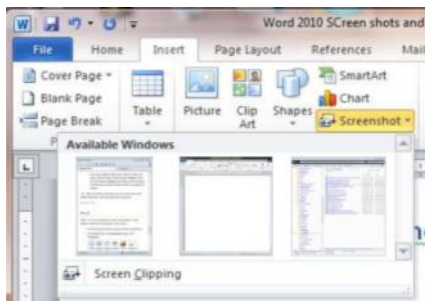 Word 2010 SCreen shots and
File Home Insert Page Layout References Mail
Cover Page
Blank Page
Page Break
Table
Picture
Clip Art
Shapes
SmartArt
Chart
Screenshot
P
Available Windows
Screen Clipping